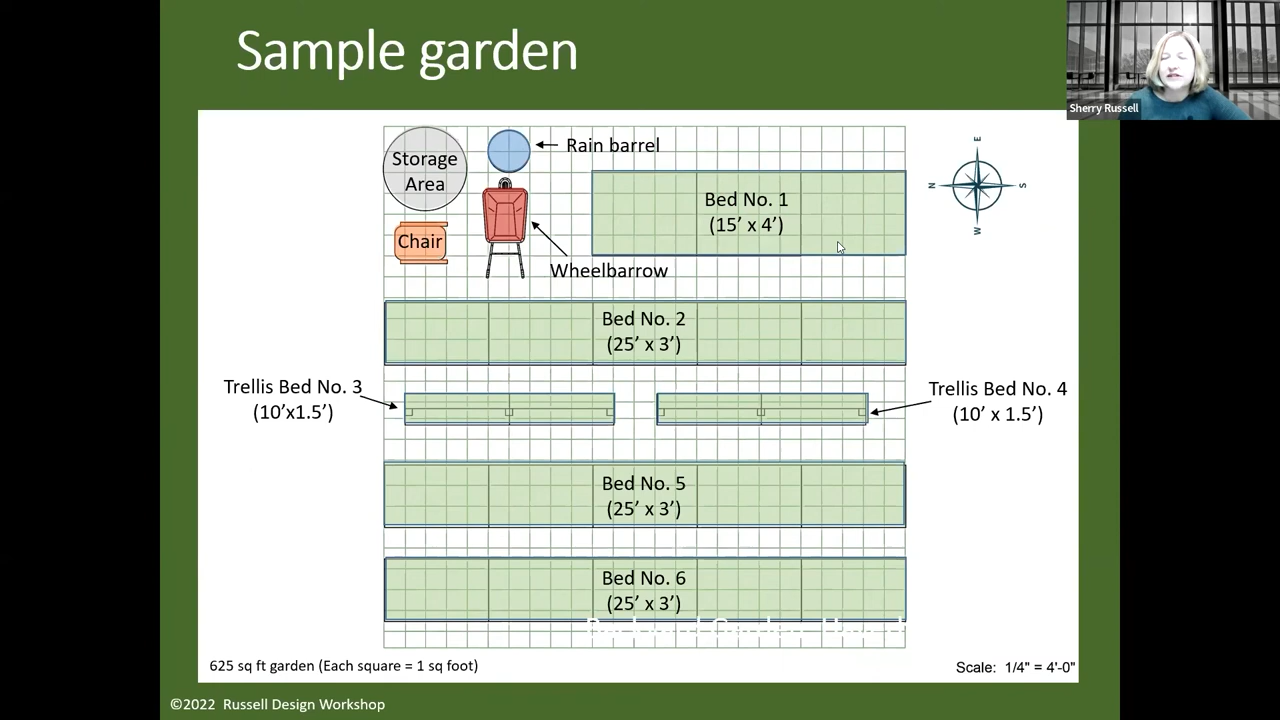 Sample garden
Sherry Russell
Storage
Area
Rain barrel
Bed No. 1
(15’ x 4’)
Chair
Wheelbarrow
E
N
S
W
Bed No. 2
(25’ x 3’)
Trellis Bed No. 3
(10’x1.5’)
Trellis Bed No. 4
(10’ x 1.5’)
Bed No. 5
(25’ x 3’)
Bed No. 6
(25’ x 3’)
625 sq ft garden (Each square = 1 sq foot)
Scale: 1/4" = 4'-0"
©2022 Russell Design Workshop